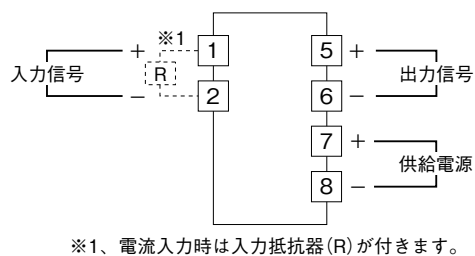 ※1
+ 1 5 +
入力信号 R 出力信号
− 2 6 −
7 +
供給電源
8 −
※1、電流入力時は入力抵抗器(R)が付きます。